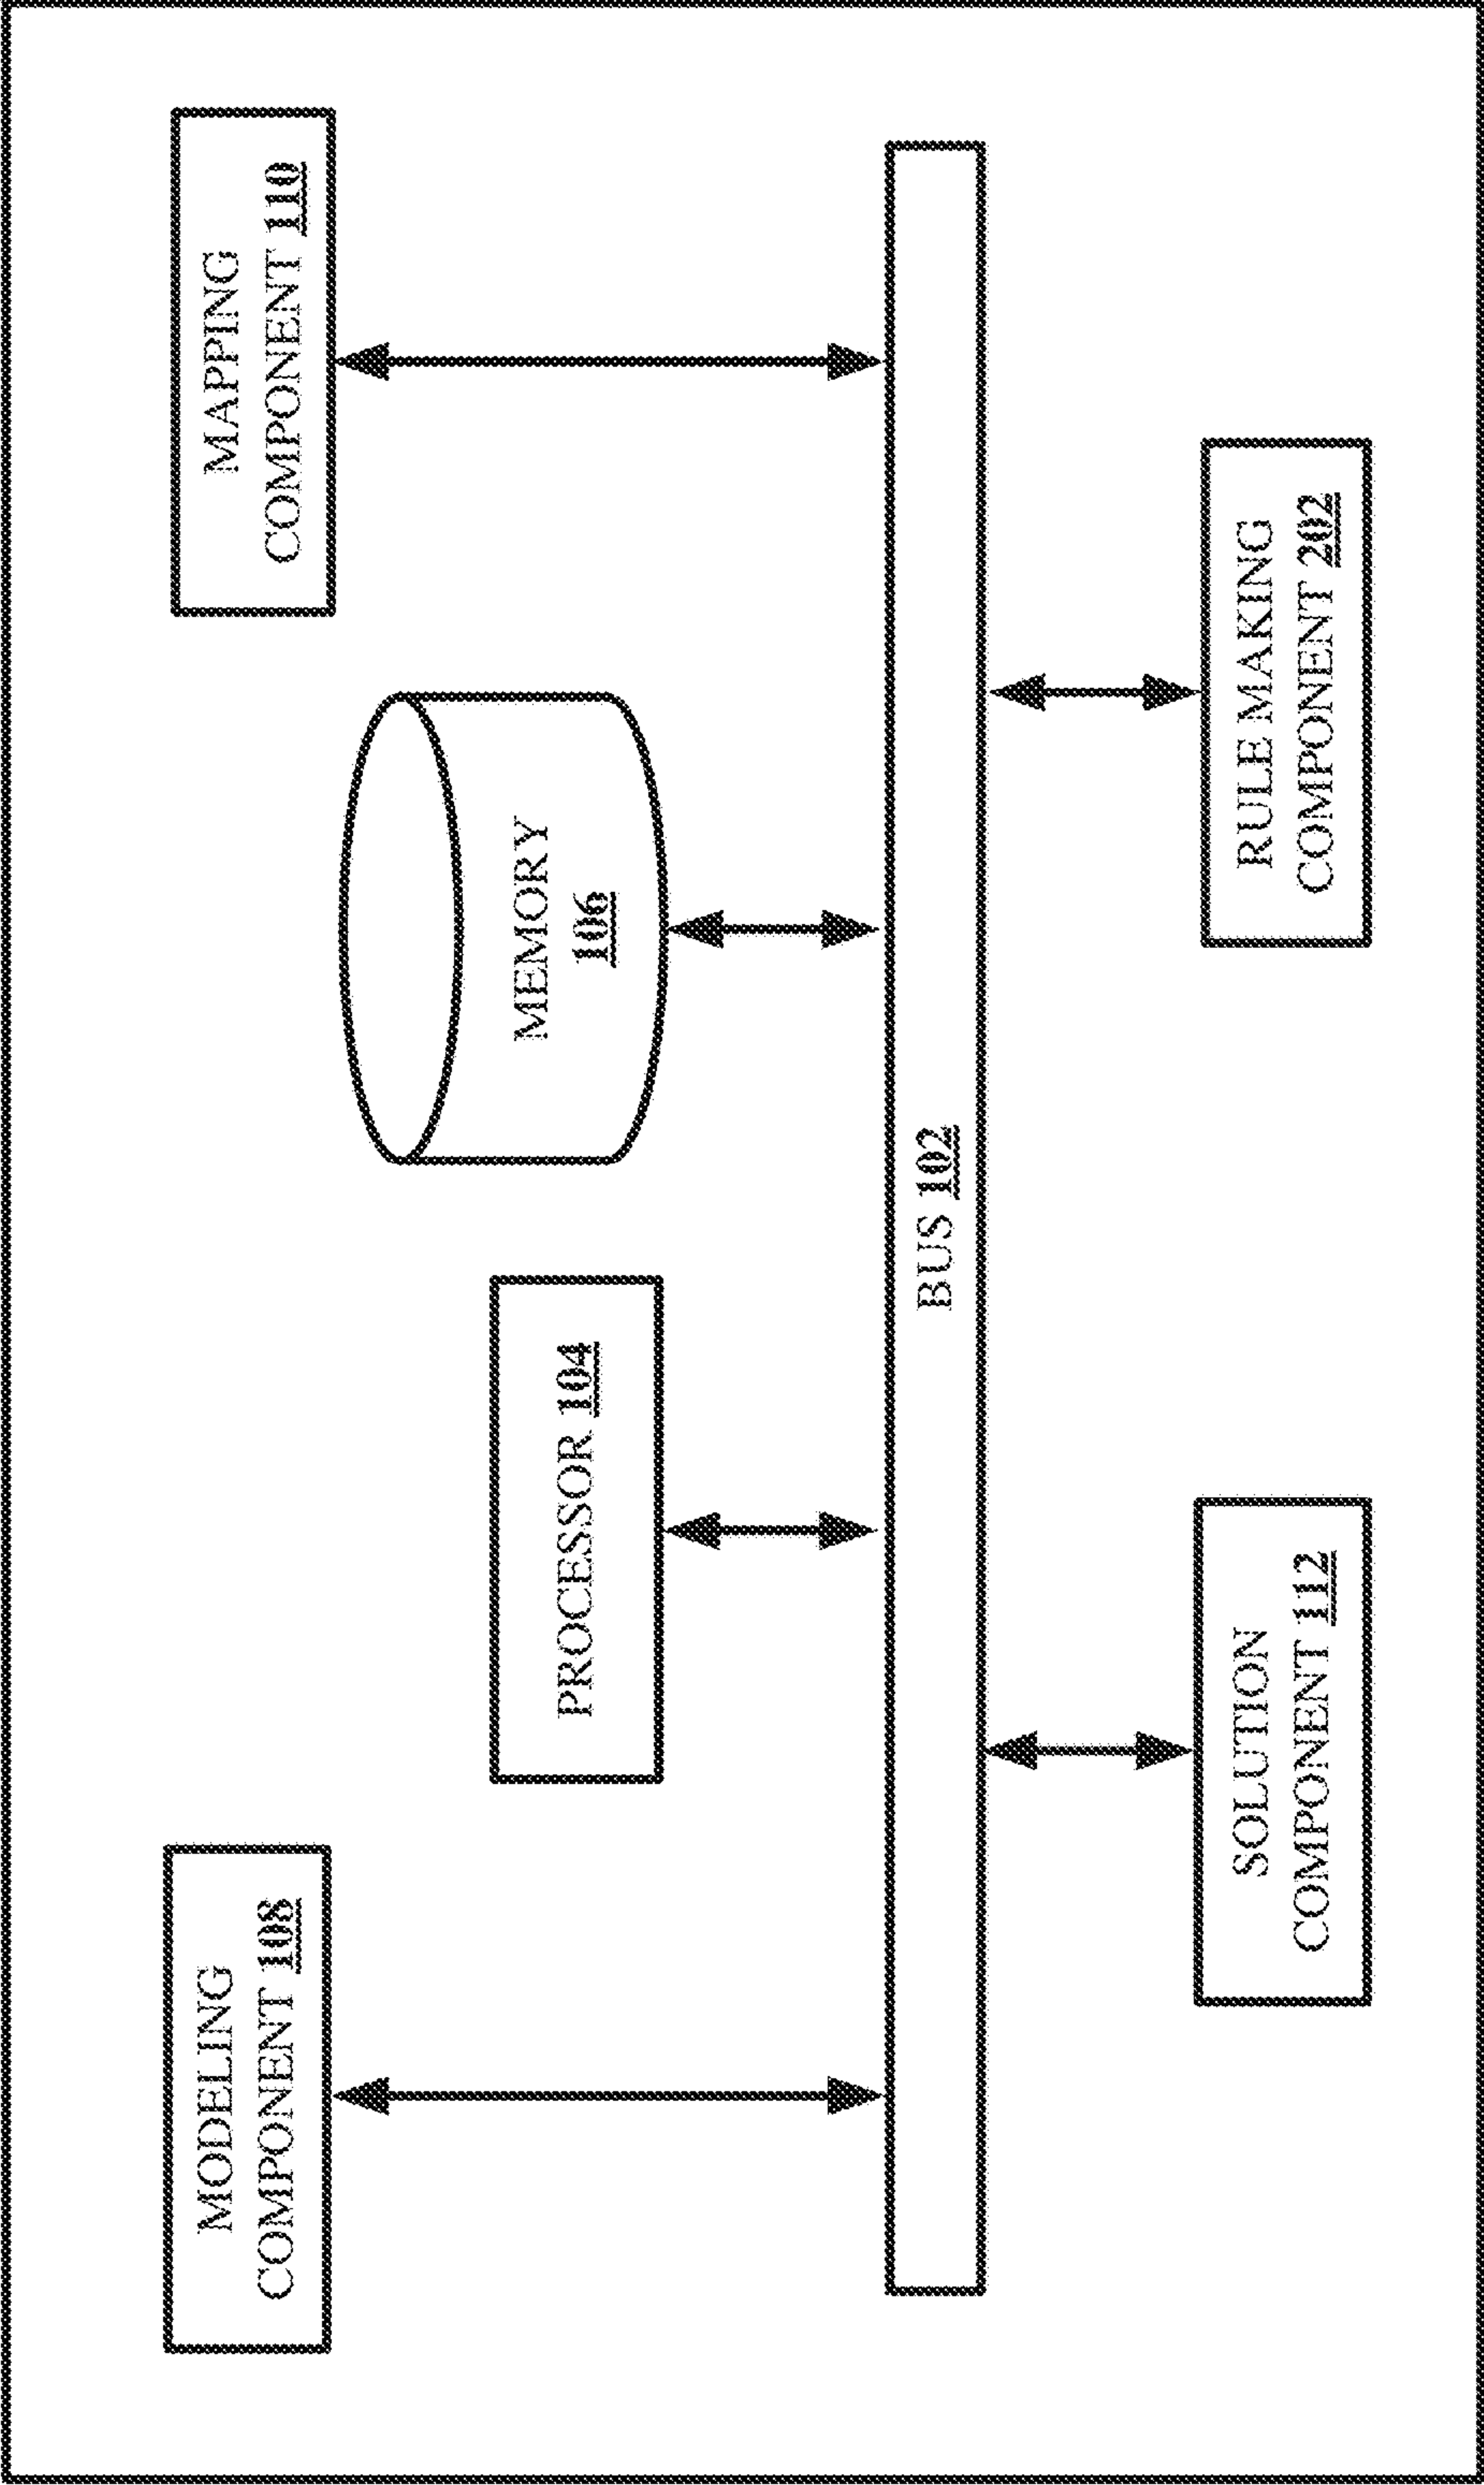 MODELING
COMPONENT 108
PROCESSOR 104
MEMORY
106
MAPPING
COMPONENT 110
BUS 102
SOLUTION
COMPONENT 112
RULE MAKING
COMPONENT 202